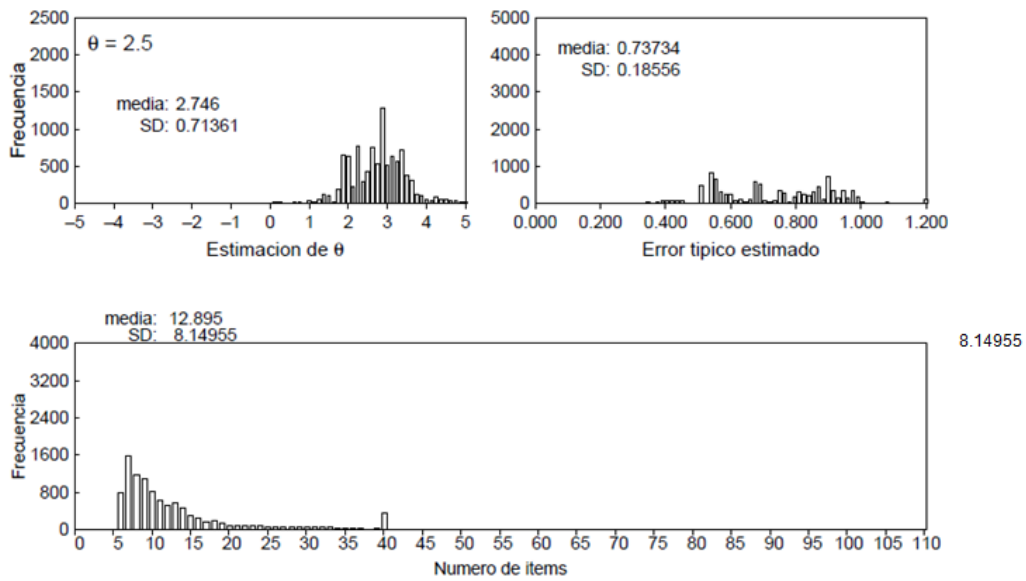 2500
2000
1500
1000
500
0
Frecuencia
θ = 2.5
media: 2.746
SD: 0.71361
–5 –4 –3 –2 –1 0 1 2 3 4 5
Estimacion de θ
5000
4000
3000
2000
1000
0
media: 0.73734
SD: 0.18556
0.000 0.200 0.400 0.600 0.800 1.000 1.200
Error tipico estimado
media: 12.895
SD: 8.14955
8.14955
4000
3200
2400
1600
800
0
Frecuencia
0 5 10 15 20 25 30 35 40 45 50 55 60 65 70 75 80 85 90 95 100 105 110
Numero de items